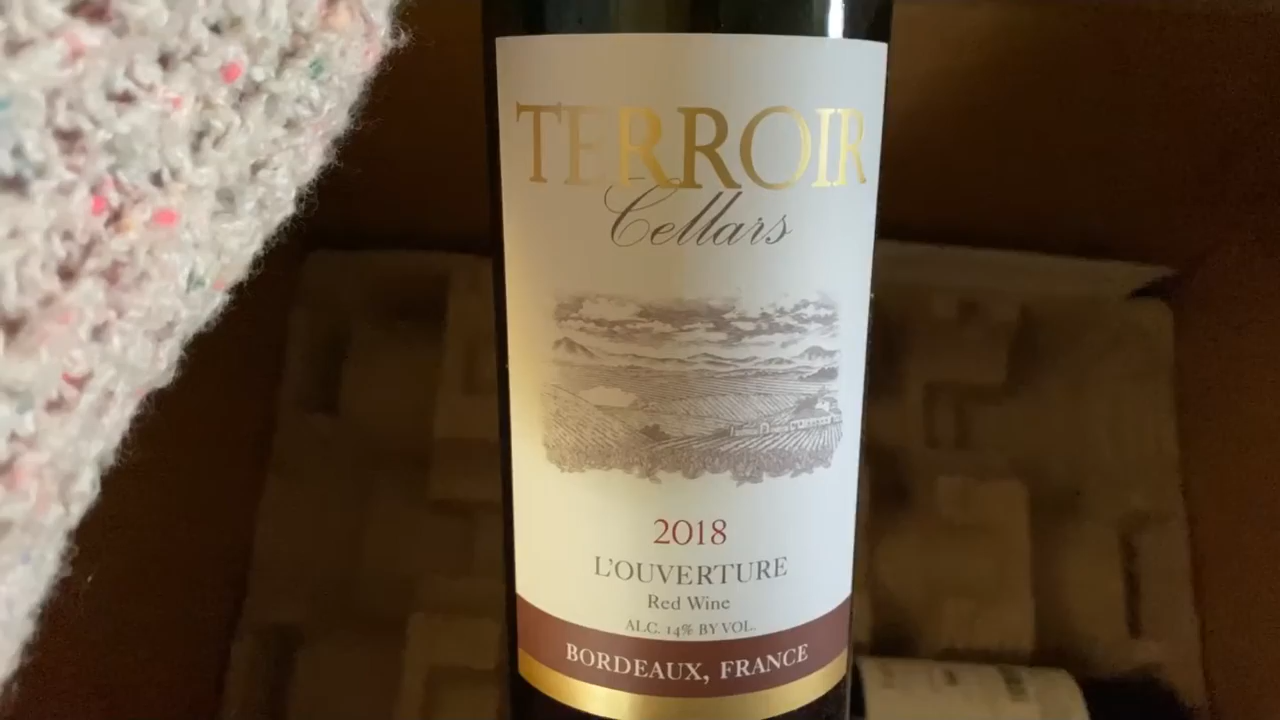 TERROIR
Cellars
2018
L'OUVERTURE
Red Wine
ALC. 14% BY VOL.
BORDEAUX, FRANCE